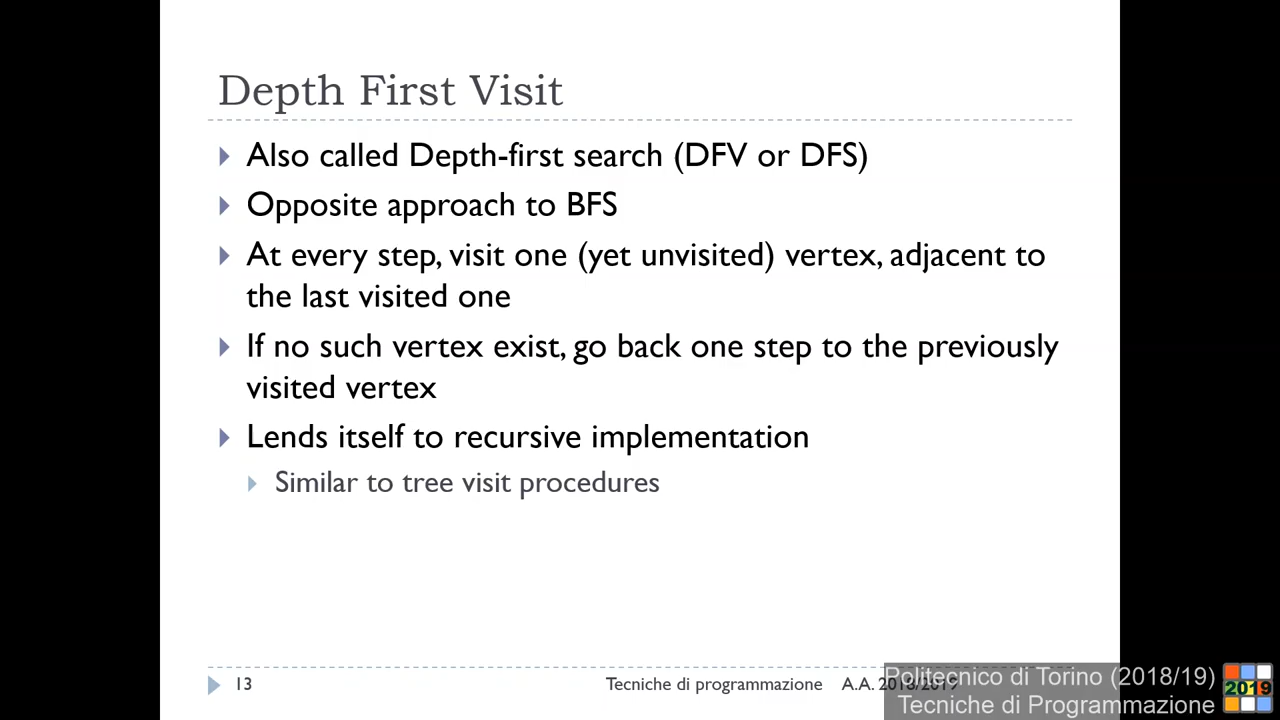 Depth First Visit
Also called Depth-first search (DFV or DFS)
Opposite approach to BFS
At every step, visit one (yet unvisited) vertex, adjacent to
the last visited one
If no such vertex exist, go back one step to the previously
visited vertex
Lends itself to recursive implementation
Similar to tree visit procedures
13
Tecniche di programmazione A.A. 2018/2019
Politecnico di Torino (2018/19)
Tecniche di Programmazione
2019